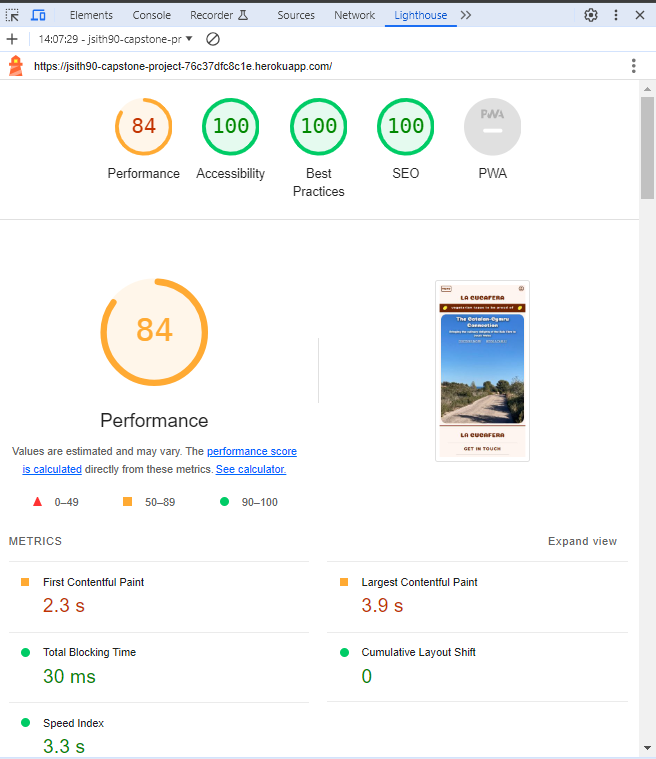 Elements Console Recorder Sources Network Lighthouse
14:07:29 - jsith90-capstone-pr
https://jsith90-capstone-project-76c37dfc8c1e.herokuapp.com/
84 100 100 100 PWA
Performance Accessibility Best Practices SEO PWA
84
LA CUCAFERA
The Catalan-Cymru
Connection
LA CUCAFERA
GET IN TOUCH
Performance
Values are estimated and may vary. The performance score
is calculated directly from these metrics. See calculator.
0–49 50–89 90–100
METRICS Expand view
First Contentful Paint Largest Contentful Paint
2.3 s 3.9 s
Total Blocking Time Cumulative Layout Shift
30 ms 0
Speed Index
3.3 s